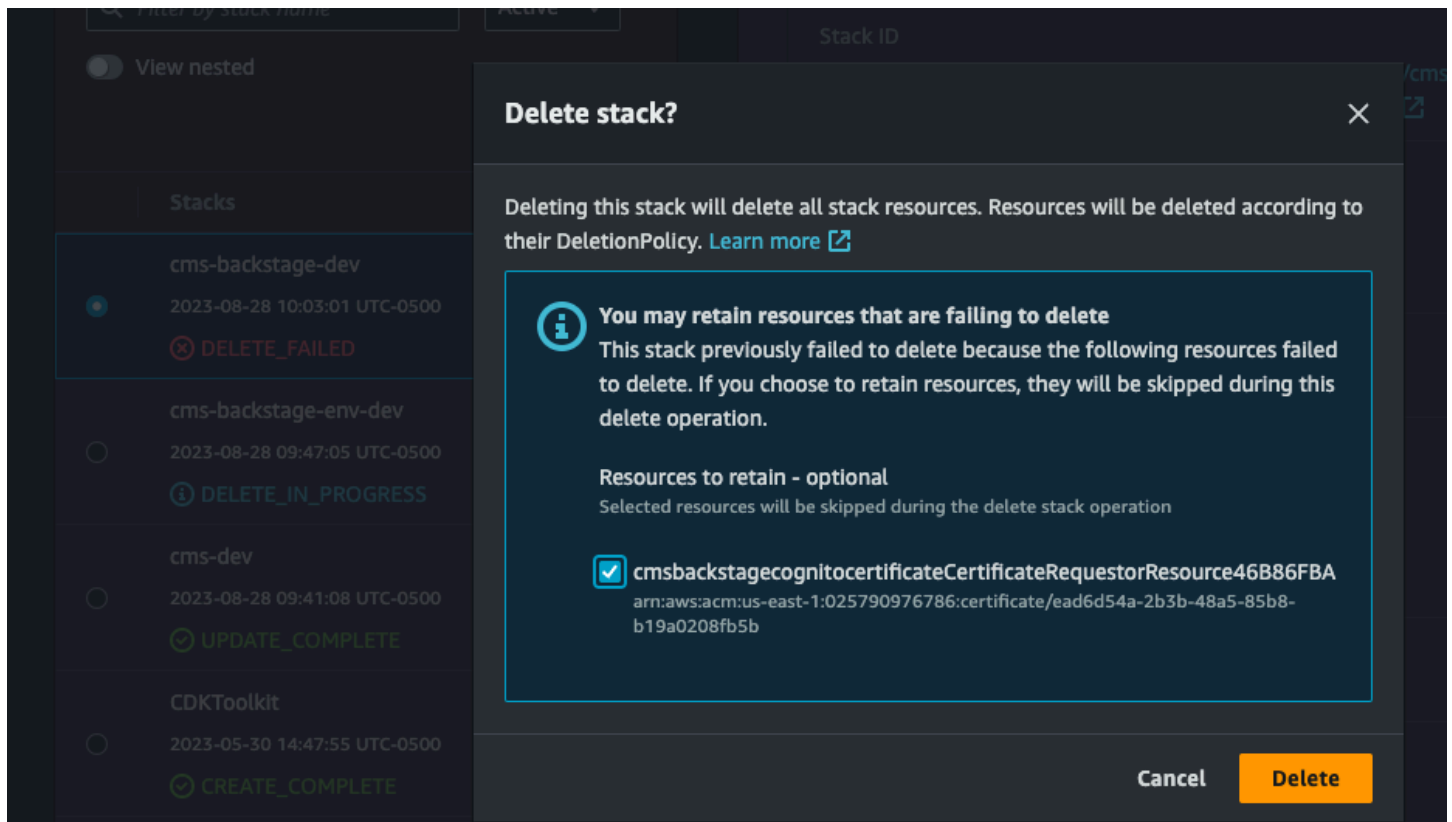 Filter by stack name
Active
View nested
Stack ID
/cms
Stacks
cms-backstage-dev
2023-08-28 10:03:01 UTC-0500
DELETE_FAILED
cms-backstage-env-dev
2023-08-28 09:47:05 UTC-0500
DELETE_IN_PROGRESS
cms-dev
2023-08-28 09:41:08 UTC-0500
UPDATE_COMPLETE
CDKToolkit
2023-05-30 14:47:55 UTC-0500
CREATE_COMPLETE
Delete stack?
Deleting this stack will delete all stack resources. Resources will be deleted according to
their DeletionPolicy. Learn more
You may retain resources that are failing to delete
This stack previously failed to delete because the following resources failed
to delete. If you choose to retain resources, they will be skipped during this
delete operation.
Resources to retain - optional
Selected resources will be skipped during the delete stack operation
cmsbackstagecognitocertificateCertificateRequestorResource46B86FBA
arn:aws:acm:us-east-1:025790976786:certificate/ead6d54a-2b3b-48a5-85b8-
b19a0208fb5b
Cancel
Delete